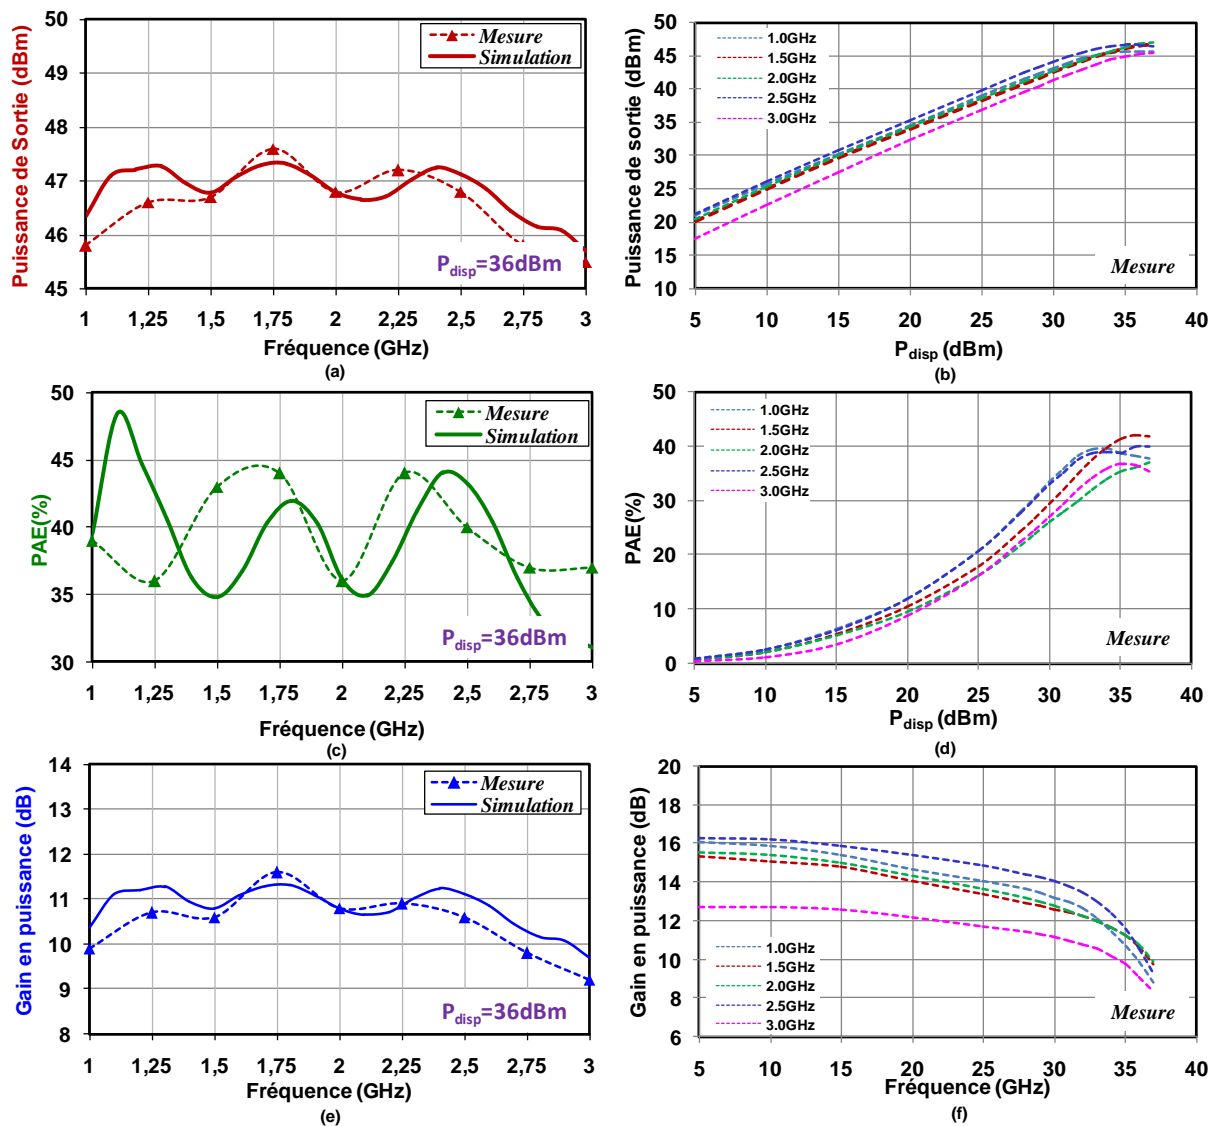 50
49
48
47
46
45
Puissance de Sortie (dBm)
Mesure
Simulation
P_disp=36dBm
1 1,25 1,5 1,75 2 2,25 2,5 2,75 3
Fréquence (GHz)
(a)
50
45
40
35
30
25
20
15
10
Puissance de sortie (dBm)
1.0GHz
1.5GHz
2.0GHz
2.5GHz
3.0GHz
Mesure
5 10 15 20 25 30 35 40
P_disp (dBm)
(b)
50
45
40
35
30
PAE(%)
Mesure
Simulation
P_disp=36dBm
1 1,25 1,5 1,75 2 2,25 2,5 2,75 3
Fréquence (GHz)
(c)
50
40
30
20
10
0
PAE(%)
1.0GHz
1.5GHz
2.0GHz
2.5GHz
3.0GHz
Mesure
5 10 15 20 25 30 35 40
P_disp (dBm)
(d)
14
13
12
11
10
9
8
Gain en puissance (dB)
Mesure
Simulation
P_disp=36dBm
1 1,25 1,5 1,75 2 2,25 2,5 2,75 3
Fréquence (GHz)
(e)
20
18
16
14
12
10
8
6
Gain en puissance (dB)
1.0GHz
1.5GHz
2.0GHz
2.5GHz
3.0GHz
Mesure
5 10 15 20 25 30 35 40
Fréquence (GHz)
(f)